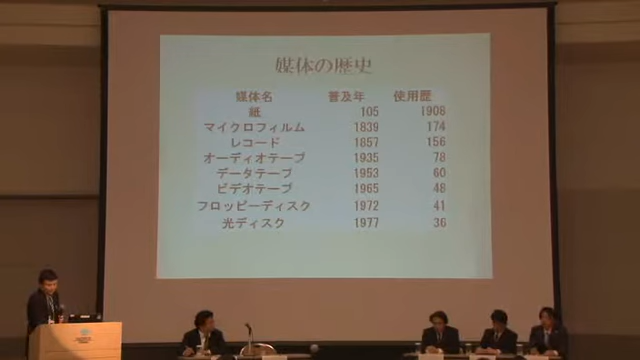 媒体の歴史
媒体名 普及年 使用歴
紙 105 1908
マイクロフィルム 1839 174
レコード 1857 156
オーディオテープ 1935 78
データテープ 1953 60
ビデオテープ 1965 48
フロッピーディスク 1972 41
光ディスク 1977 36